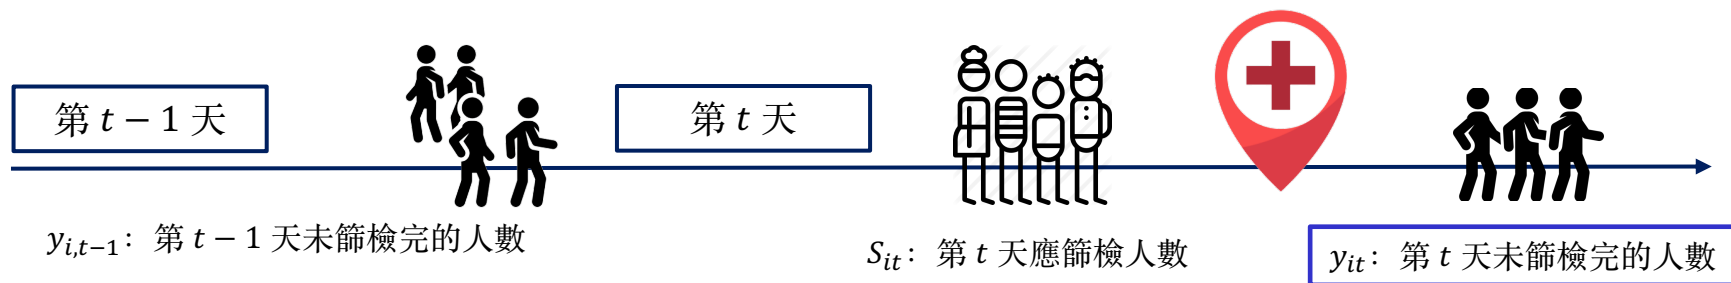 第 t − 1 天
第 t 天
y_{i,t−1}: 第 t − 1 天未篩檢完的人數
S_{it}: 第 t 天應篩檢人數
y_{it}: 第 t 天未篩檢完的人數